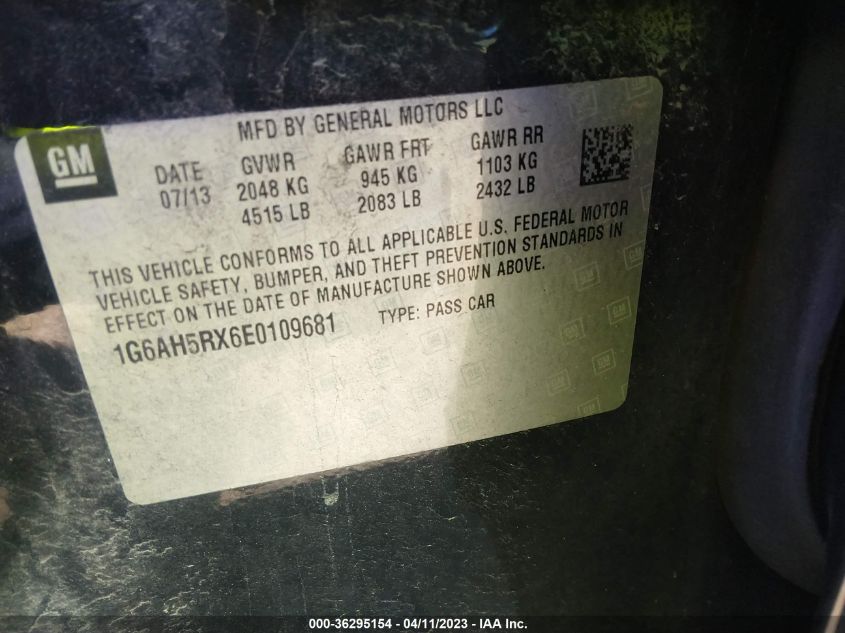 GM
MFD BY GENERAL MOTORS LLC
DATE GVWR GAWR FRT GAWR RR
07/13 2048 KG 945 KG 1103 KG
4515 LB 2083 LB 2432 LB
THIS VEHICLE CONFORMS TO ALL APPLICABLE U.S. FEDERAL MOTOR
VEHICLE SAFETY, BUMPER, AND THEFT PREVENTION STANDARDS IN
EFFECT ON THE DATE OF MANUFACTURE SHOWN ABOVE.
1G6AH5RX6E0109681 TYPE: PASS CAR
000-36295154 - 04/11/2023 - IAA Inc.